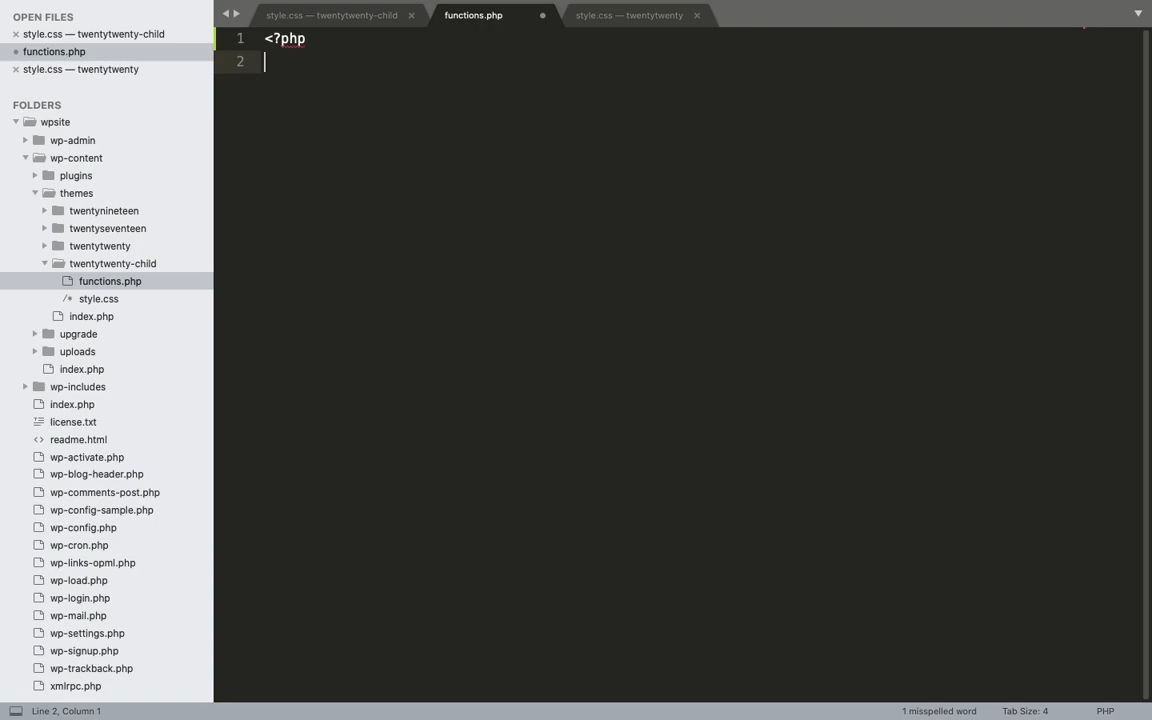 OPEN FILES
style.css — twentytwenty-child
functions.php
style.css — twentytwenty
FOLDERS
wpsite
wp-admin
wp-content
plugins
themes
twentynineteen
twentyseventeen
twentytwenty
twentytwenty-child
functions.php
/* style.css
index.php
upgrade
uploads
index.php
wp-includes
index.php
license.txt
<> readme.html
wp-activate.php
wp-blog-header.php
wp-comments-post.php
wp-config-sample.php
wp-config.php
wp-cron.php
wp-links-opml.php
wp-load.php
wp-login.php
wp-mail.php
wp-settings.php
wp-signup.php
wp-trackback.php
xmlrpc.php
style.css — twentytwenty-child
functions.php
style.css — twentytwenty
1 <?php
2
Line 2, Column 1
1 misspelled word
Tab Size: 4
PHP